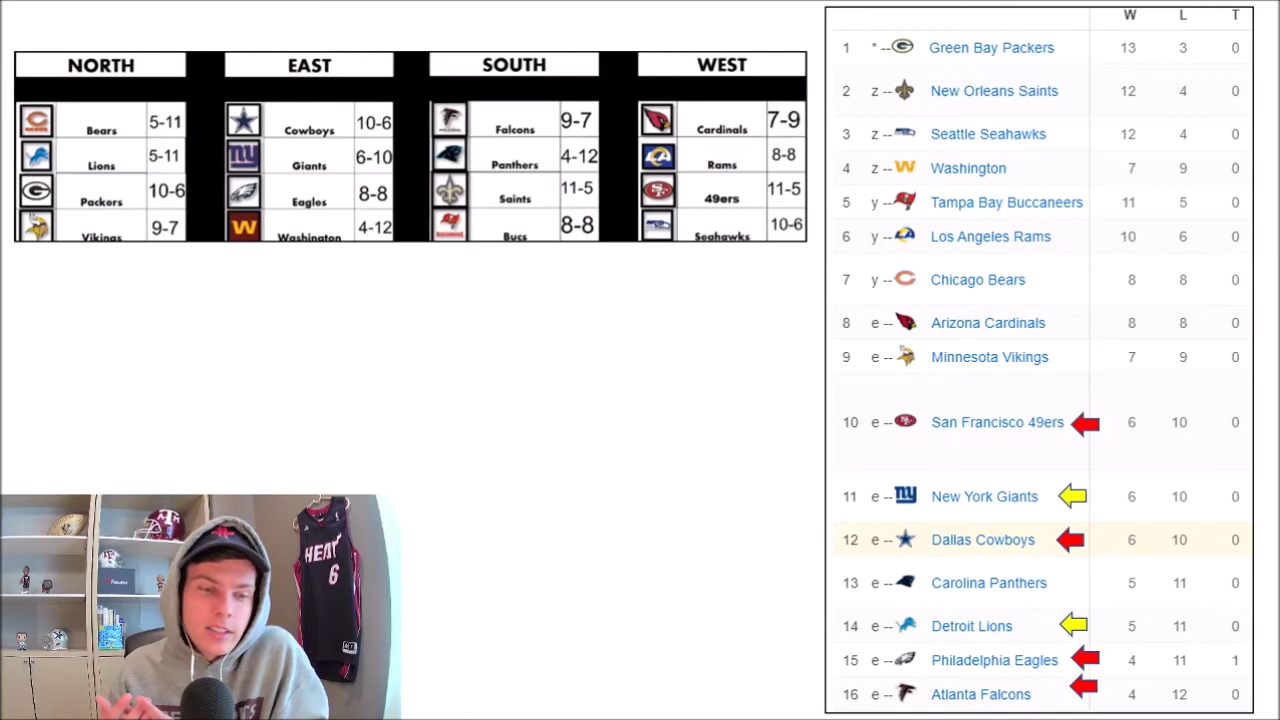 NORTH EAST SOUTH WEST
Bears 5-11 Cowboys 10-6 Falcons 9-7 Cardinals 7-9
Lions 5-11 Giants 6-10 Panthers 4-12 Rams 8-8
Packers 10-6 Eagles 8-8 Saints 11-5 49ers 11-5
Vikings 9-7 Washington 4-12 Bucs 8-8 Seahawks 10-6
W L T
1 * -- Green Bay Packers 13 3 0
2 z -- New Orleans Saints 12 4 0
3 z -- Seattle Seahawks 12 4 0
4 z -- W Washington 7 9 0
5 y -- Tampa Bay Buccaneers 11 5 0
6 y -- Los Angeles Rams 10 6 0
7 y -- Chicago Bears 8 8 0
8 e -- Arizona Cardinals 8 8 0
9 e -- Minnesota Vikings 7 9 0
10 e -- San Francisco 49ers 6 10 0
11 e -- ny New York Giants 6 10 0
12 e -- Dallas Cowboys 6 10 0
13 e -- Carolina Panthers 5 11 0
14 e -- Detroit Lions 5 11 0
15 e -- Philadelphia Eagles 4 11 1
16 e -- Atlanta Falcons 4 12 0
HEAT
6